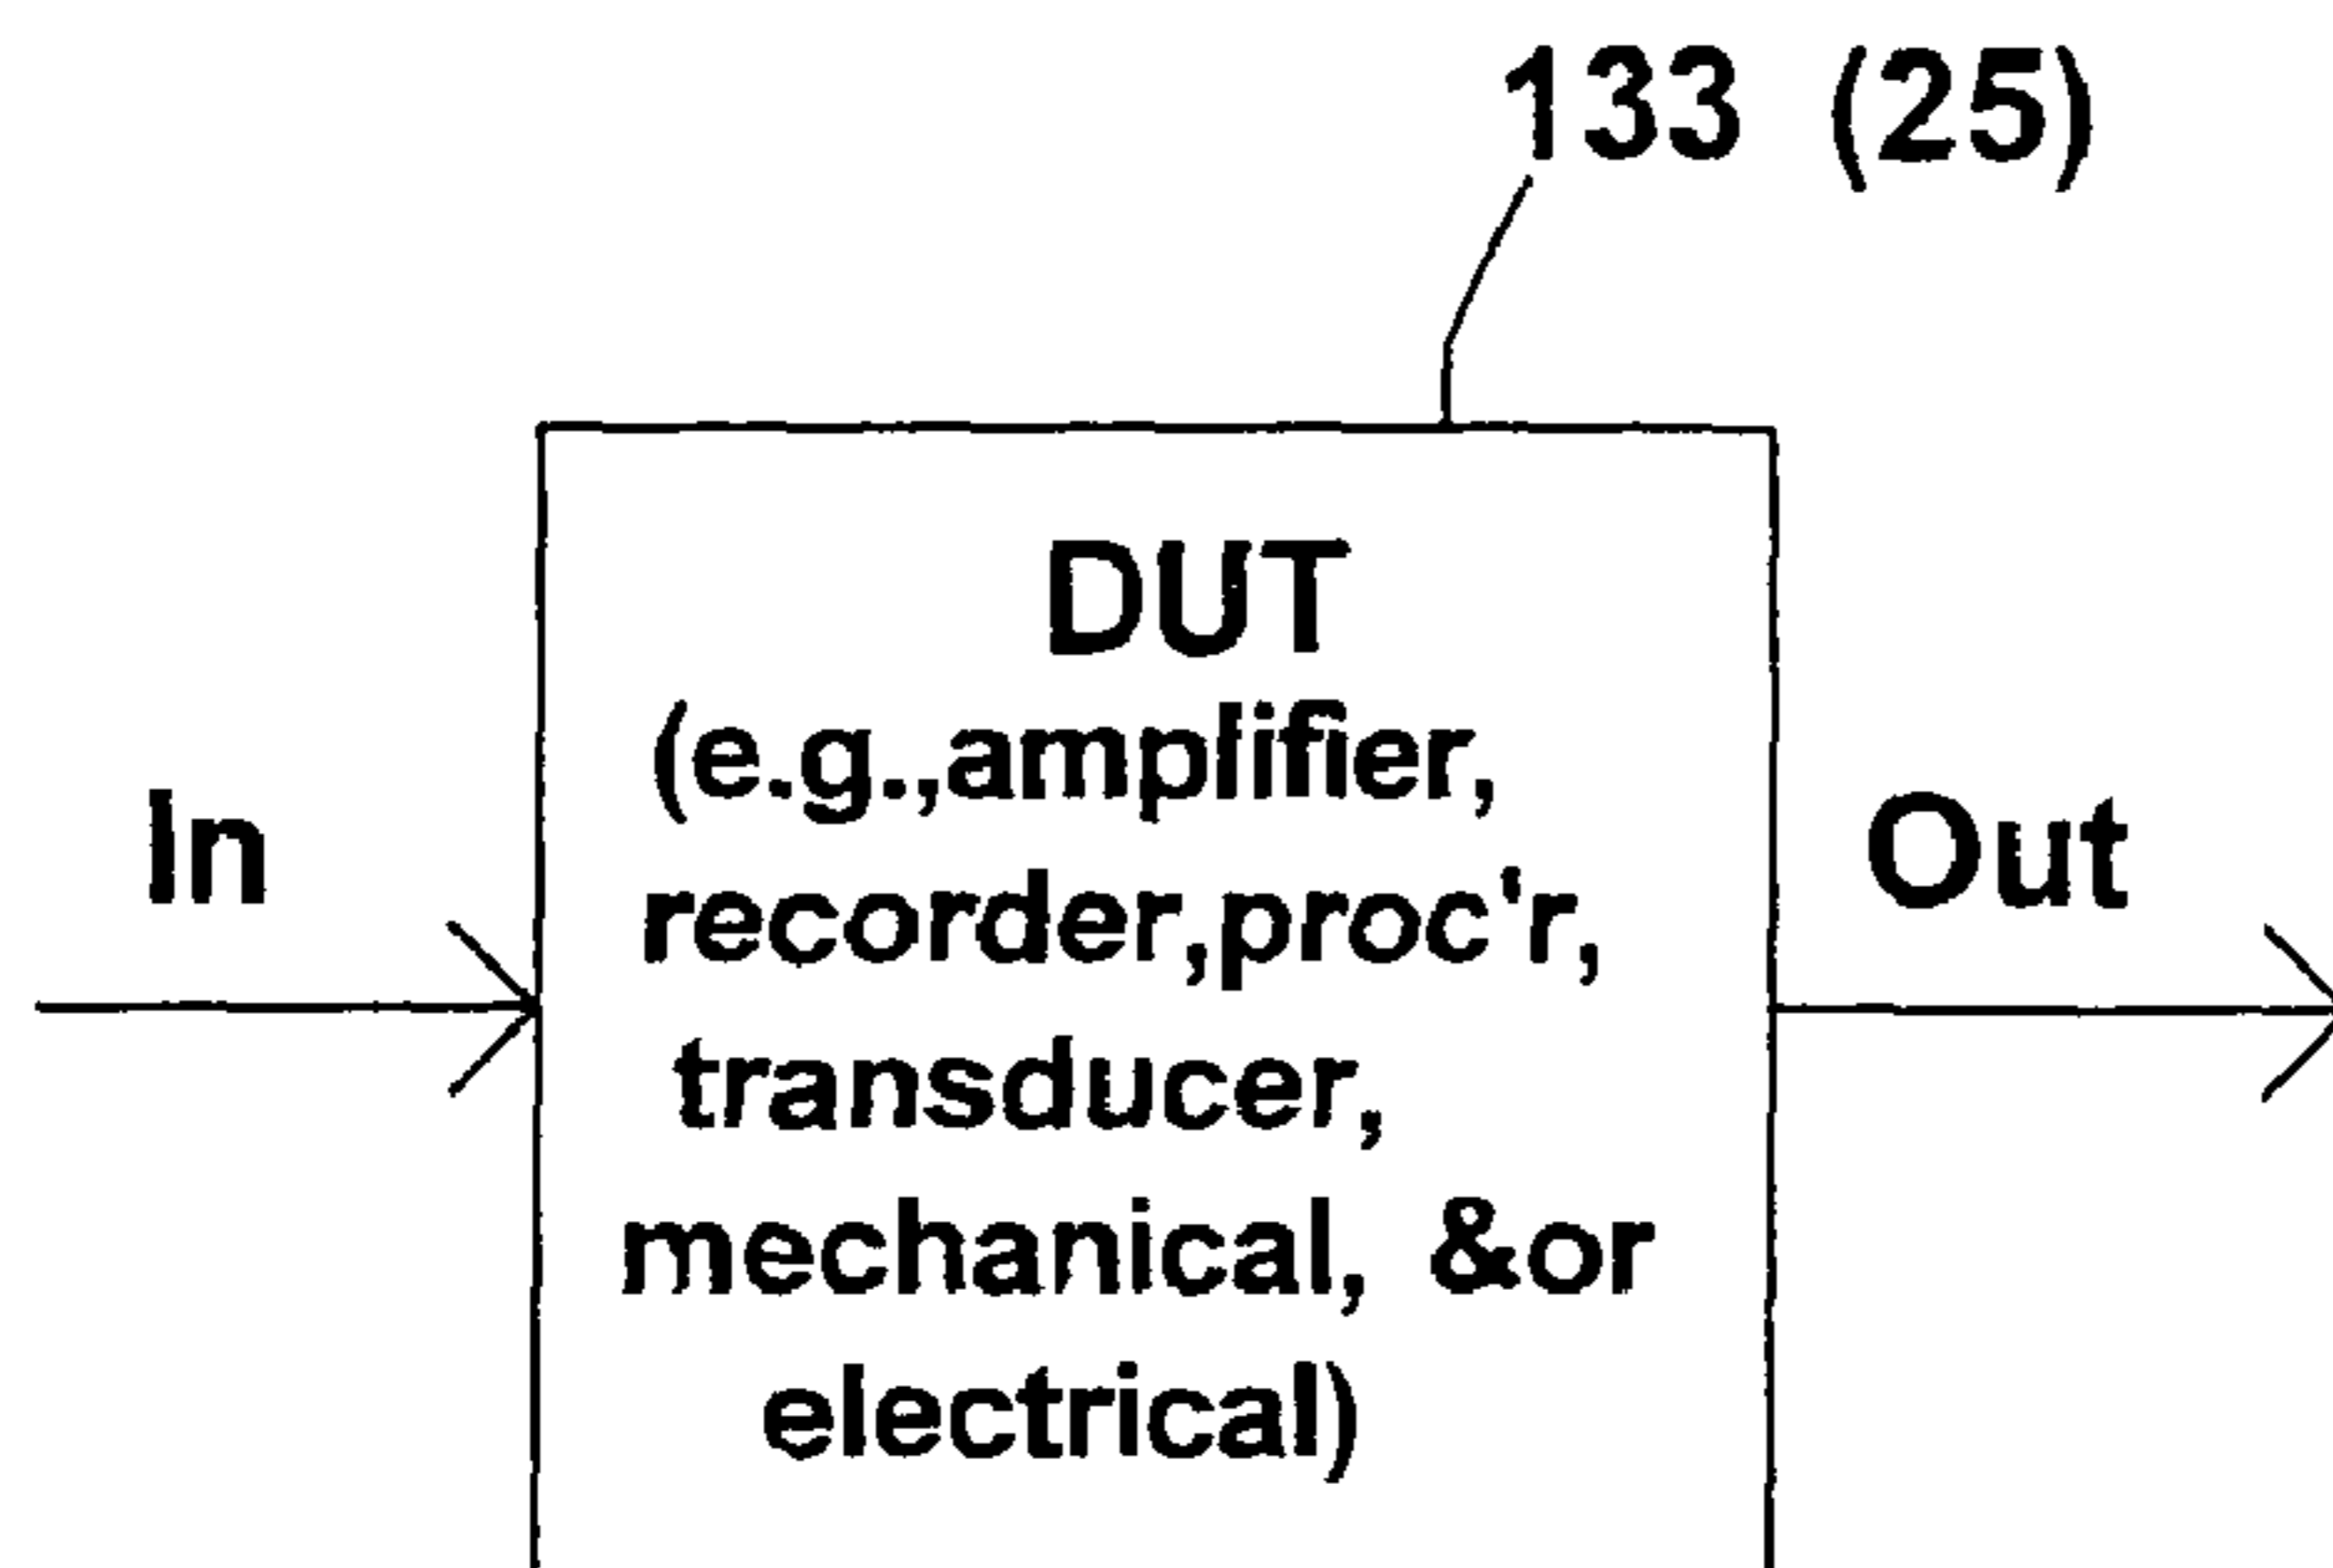 133 (25)
DUT
(e.g.,amplifier,
In
Out
recorder,proc'r,
transducer,
mechanical, &or
electrical)